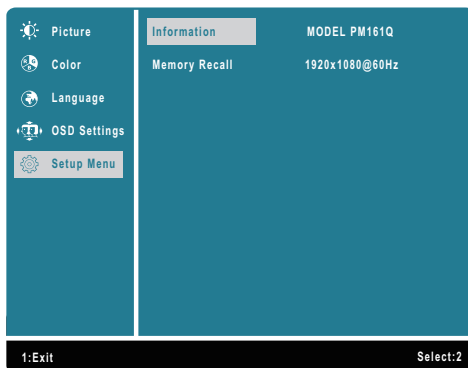 Picture
Color
Language
OSD Settings
Setup Menu
Information MODEL PM161Q
Memory Recall 1920x1080@60Hz
1:Exit Select:2